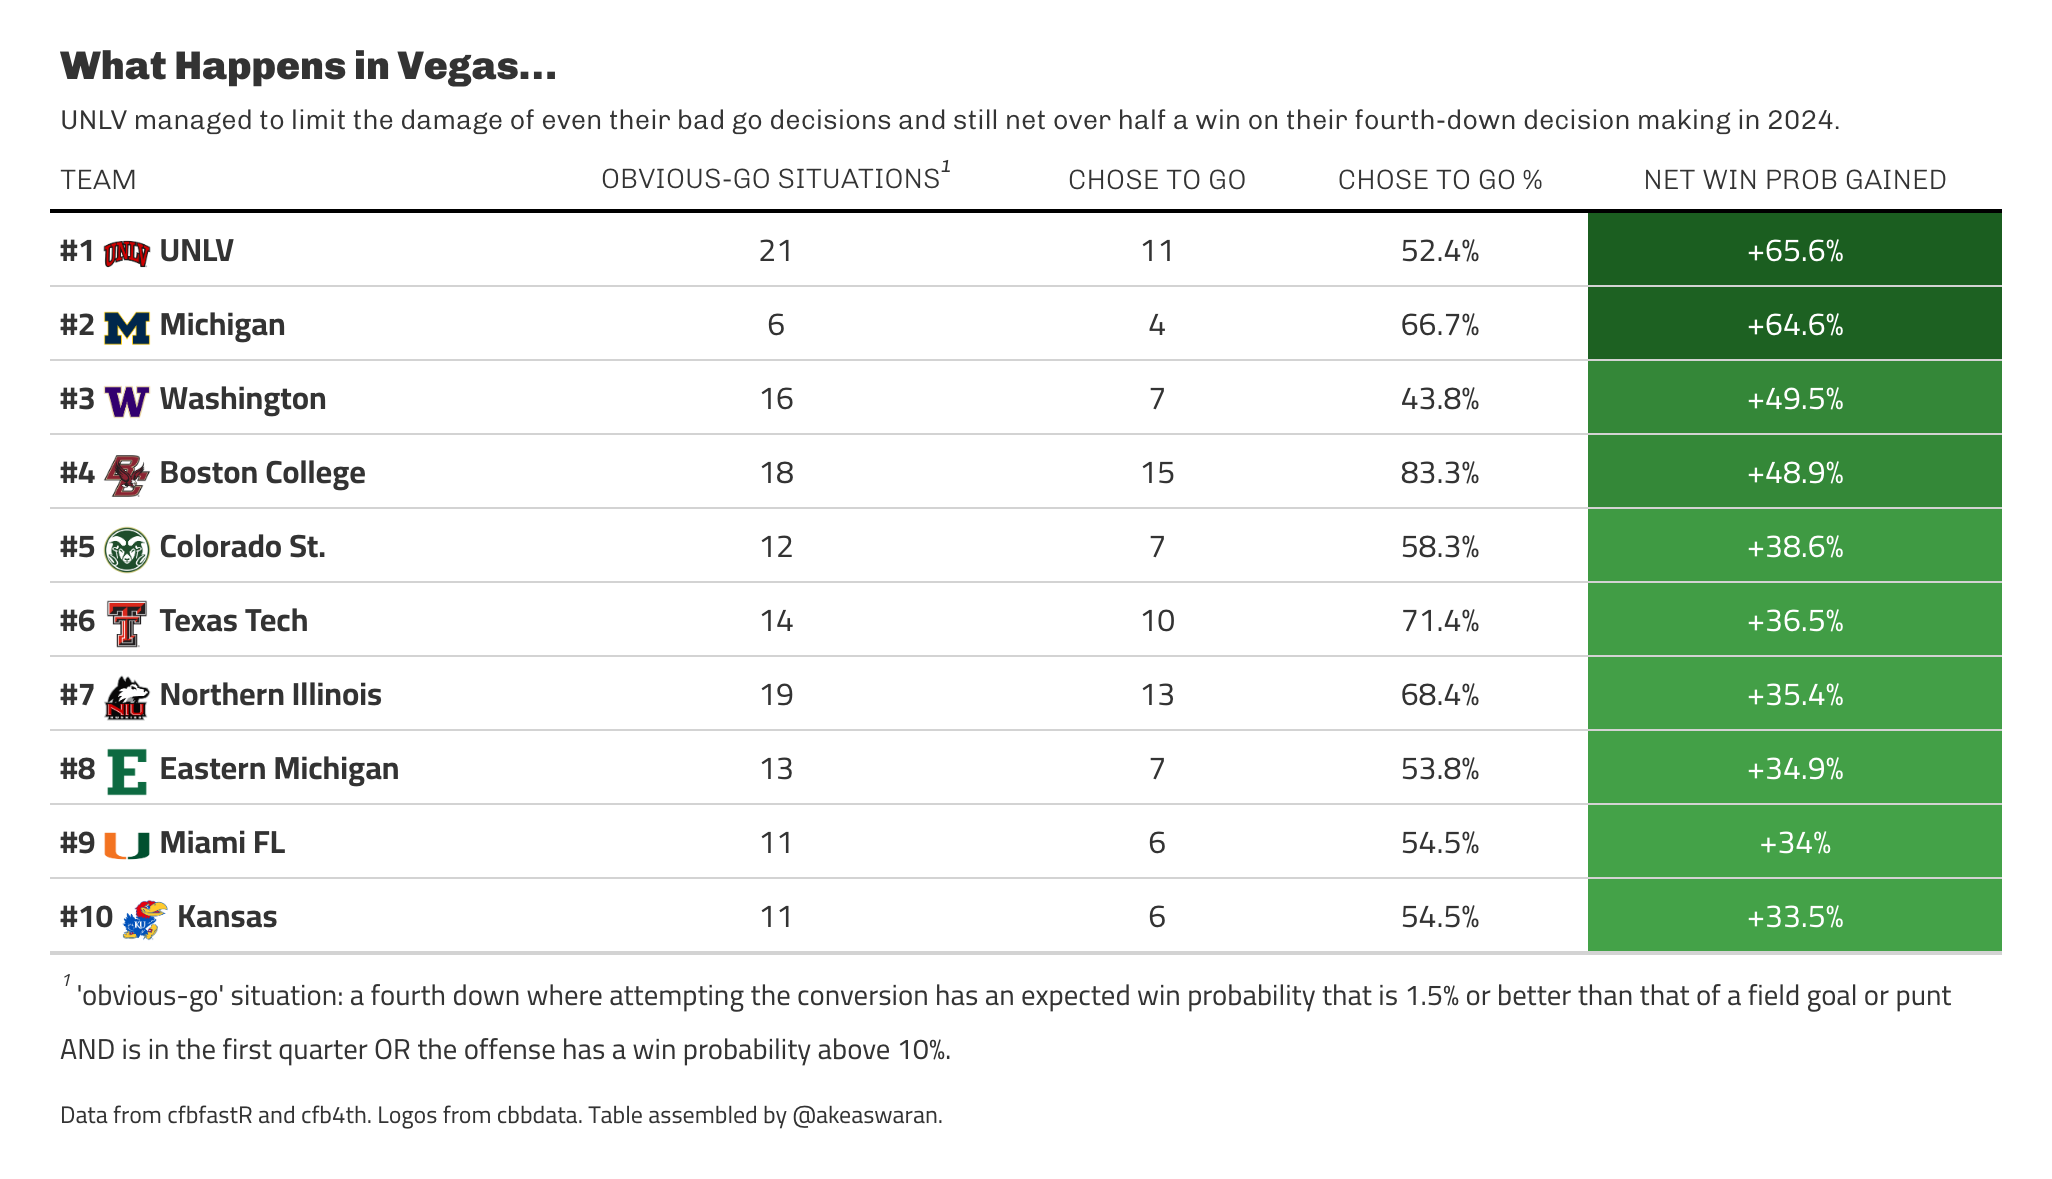 What Happens in Vegas...
UNLV managed to limit the damage of even their bad go decisions and still net over half a win on their fourth-down decision making in 2024.
TEAM OBVIOUS-GO SITUATIONS1 CHOSE TO GO CHOSE TO GO % NET WIN PROB GAINED
#1 UNLV UNLV 21 11 52.4% +65.6%
#2 M Michigan 6 4 66.7% +64.6%
#3 W Washington 16 7 43.8% +49.5%
#4 BC Boston College 18 15 83.3% +48.9%
#5 Colorado St. 12 7 58.3% +38.6%
#6 T Texas Tech 14 10 71.4% +36.5%
#7 NIU Northern Illinois 19 13 68.4% +35.4%
#8 E Eastern Michigan 13 7 53.8% +34.9%
#9 U Miami FL 11 6 54.5% +34%
#10 KU Kansas 11 6 54.5% +33.5%
1 'obvious-go' situation: a fourth down where attempting the conversion has an expected win probability that is 1.5% or better than that of a field goal or punt
AND is in the first quarter OR the offense has a win probability above 10%.
Data from cfbfastR and cfb4th. Logos from cbbdata. Table assembled by @akeaswaran.